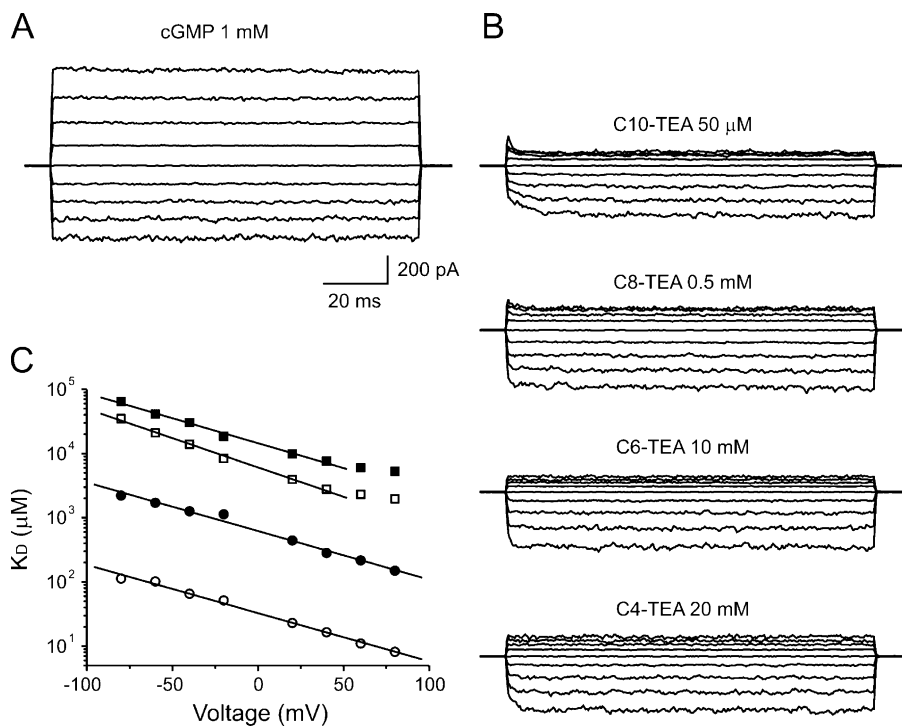 A
cGMP 1 mM
200 pA
20 ms
B
C10-TEA 50 μM
C8-TEA 0.5 mM
C6-TEA 10 mM
C4-TEA 20 mM
C
10^5
10^4
10^3
10^2
10^1
KD (μM)
-100
-50
0
50
100
Voltage (mV)